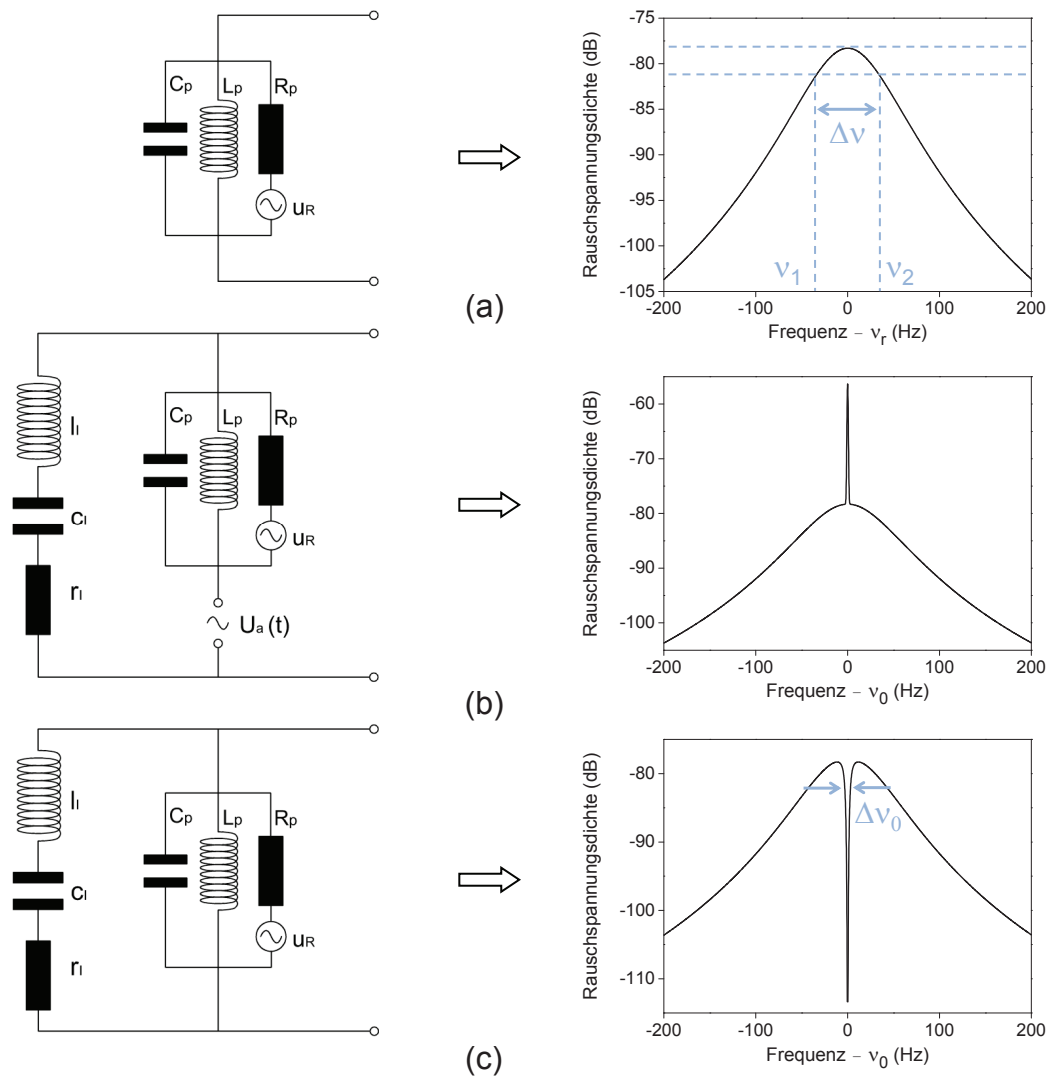 (a)
Cp Lp Rp
uR
Rauschspannungsdichte (dB)
-75
-80
-85
-90
-95
-100
-105
Δν
ν1 ν2
-200 -100 0 100 200
Frequenz – νr (Hz)
(b)
ll
cl
rl
Cp Lp Rp
uR
Ua(t)
Rauschspannungsdichte (dB)
-60
-70
-80
-90
-100
-200 -100 0 100 200
Frequenz – ν0 (Hz)
(c)
ll
cl
rl
Cp Lp Rp
uR
Rauschspannungsdichte (dB)
-80
-90
-100
-110
Δν0
-200 -100 0 100 200
Frequenz – ν0 (Hz)